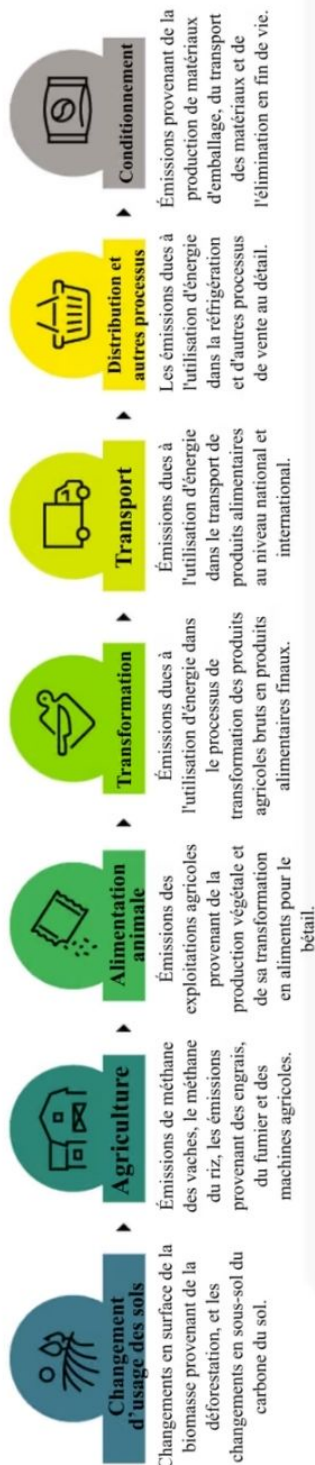 Changement
d'usage des sols
Changements en surface de la
biomasse provenant de la
déforestation, et les
changements en sous-sol du
carbone du sol.
Agriculture
Émissions de méthane
des vaches, le méthane
du riz, les émissions
provenant des engrais,
du fumier et des
machines agricoles.
Alimentation
animale
Émissions des
exploitations agricoles
provenant de la
production végétale et
de sa transformation
en aliments pour le
bétail.
Transformation
Émissions dues à
l'utilisation d'énergie dans
le processus de
transformation des produits
agricoles bruts en produits
alimentaires finaux.
Transport
Émissions dues à
l'utilisation d'énergie
dans le transport de
produits alimentaires
au niveau national et
international.
Distribution et
autres processus
Les émissions dues à
l'utilisation d'énergie
dans la réfrigération
et d'autres processus
de vente au détail.
Conditionnement
Émissions provenant de la
production de matériaux
d'emballage, du transport
des matériaux et de
l'élimination en fin de vie.